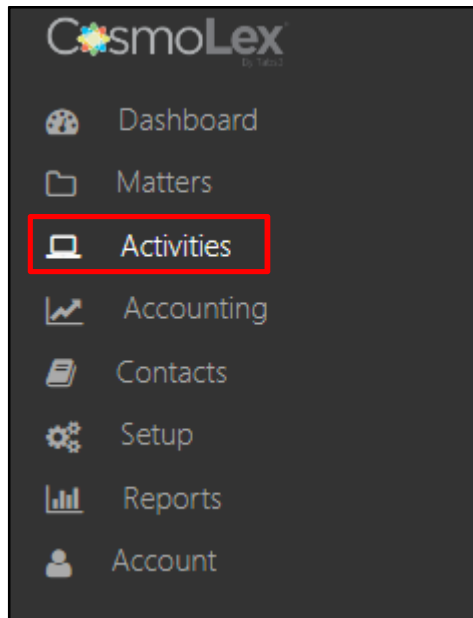 CosmoLex
Dashboard
Matters
Activities
Accounting
Contacts
Setup
Reports
Account